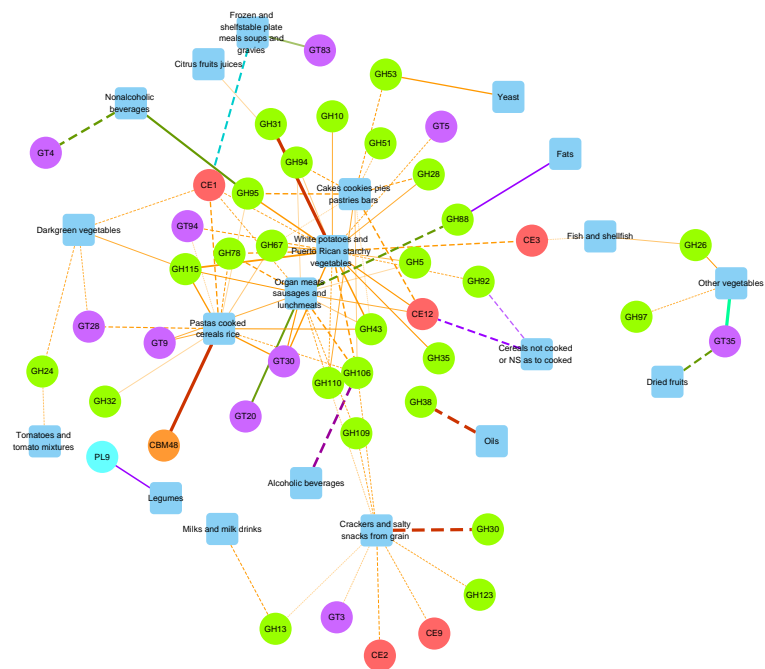 Frozen and
shelfstable plate
meals soups and
gravies
GT83
Citrus fruits juices
GH53
Yeast
Nonalcoholic
beverages
GH31
GH10
GT5
GT4
GH51
Fats
GH94
CE1
GH95
Cakes cookies pies
pastries bars
GH28
GH88
Darkgreen vegetables
GT94
GH67
White potatoes and
Puerto Rican starchy
vegetables
CE3
Fish and shellfish
GH26
GH78
GH115
GH5
GH92
Other vegetables
Organ meats
sausages and
lunchmeats
GH97
CE12
GT28
GT9
Pastas cooked
cereals rice
GH43
GT35
Cereals not cooked
or NS as to cooked
GT30
GH35
GH24
GH110
GH106
Dried fruits
GH32
GT20
GH38
Tomatoes and
tomato mixtures
CBM48
GH109
Oils
PL9
Legumes
Alcoholic beverages
Milks and milk drinks
Crackers and salty
snacks from grain
GH30
GH123
GT3
GH13
CE9
CE2